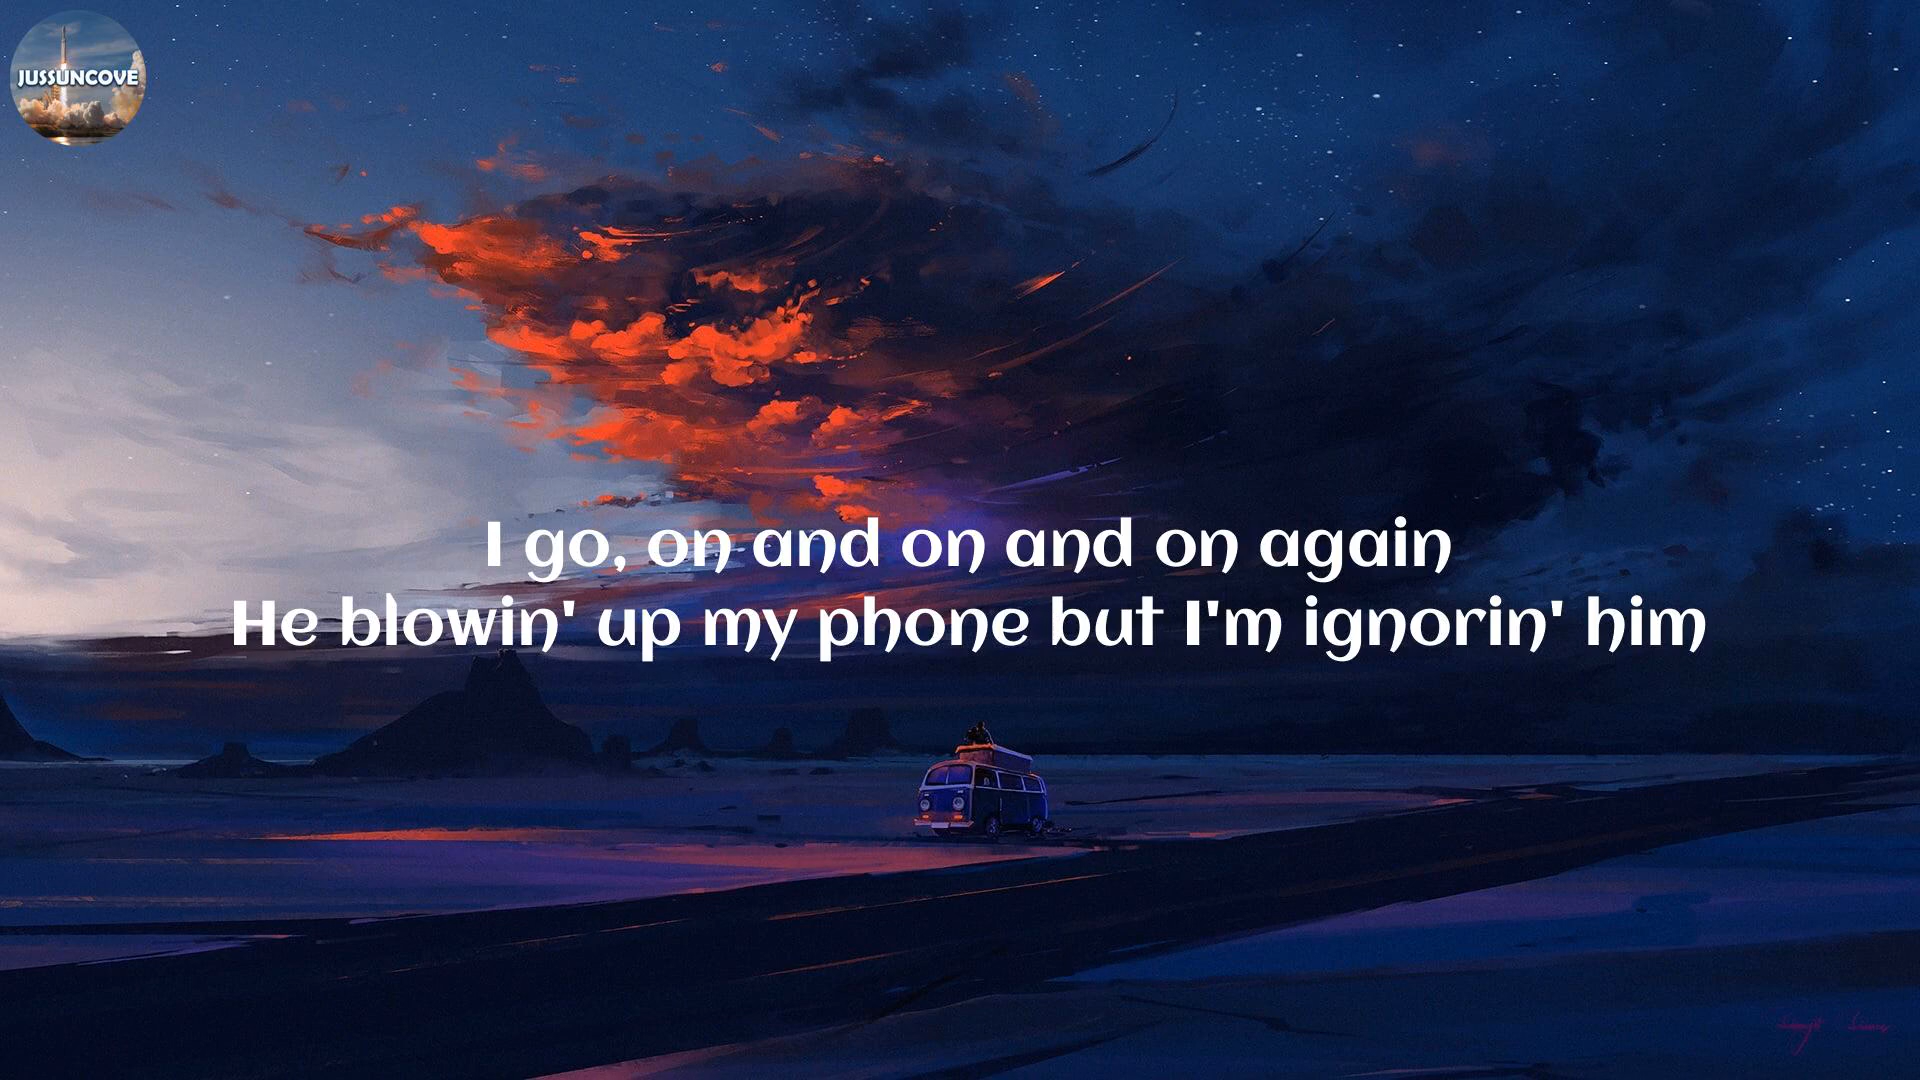 JUSSUNCOVE
I go, on and on and on again
He blowin' up my phone but I'm ignorin' him